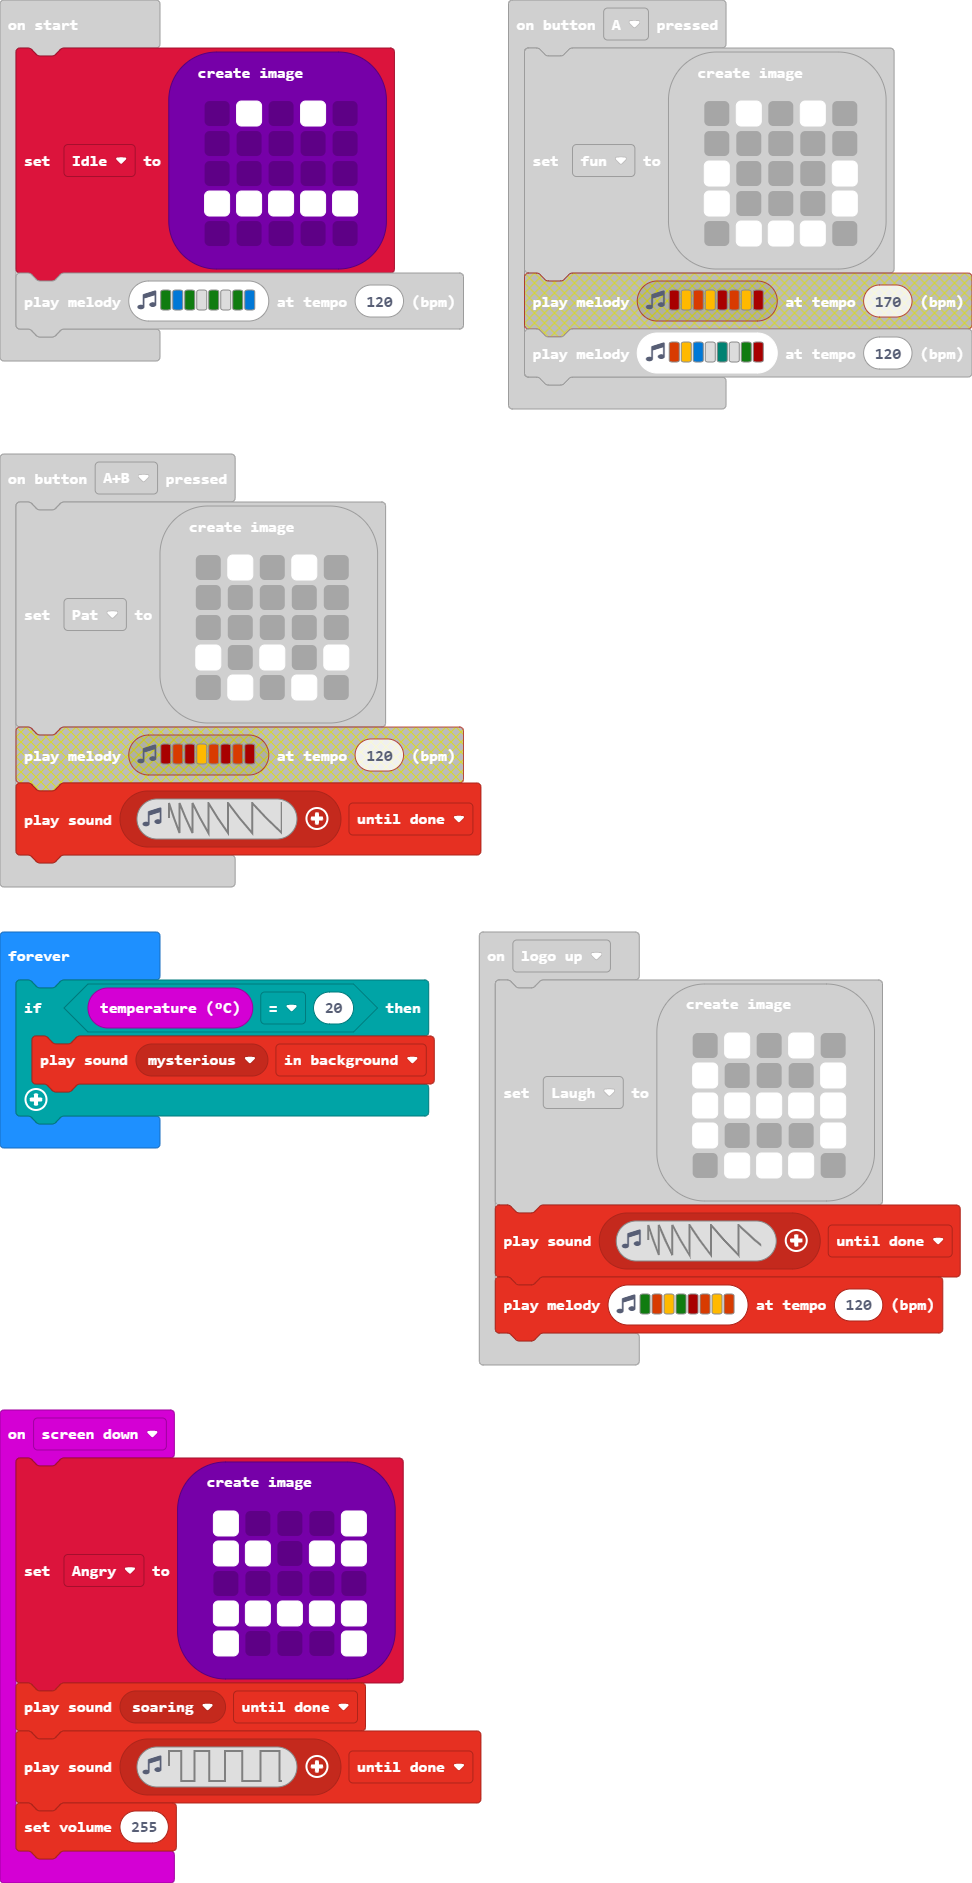 on start
create image
set Idle to
play melody at tempo 120 (bpm)
on button A pressed
create image
set fun to
play melody at tempo 170 (bpm)
play melody at tempo 120 (bpm)
on button A+B pressed
create image
set Pat to
play melody at tempo 120 (bpm)
play sound until done
forever
if temperature (ºC) = 20 then
play sound mysterious in background
on logo up
create image
set Laugh to
play sound until done
play melody at tempo 120 (bpm)
on screen down
create image
set Angry to
play sound soaring until done
play sound until done
set volume 255